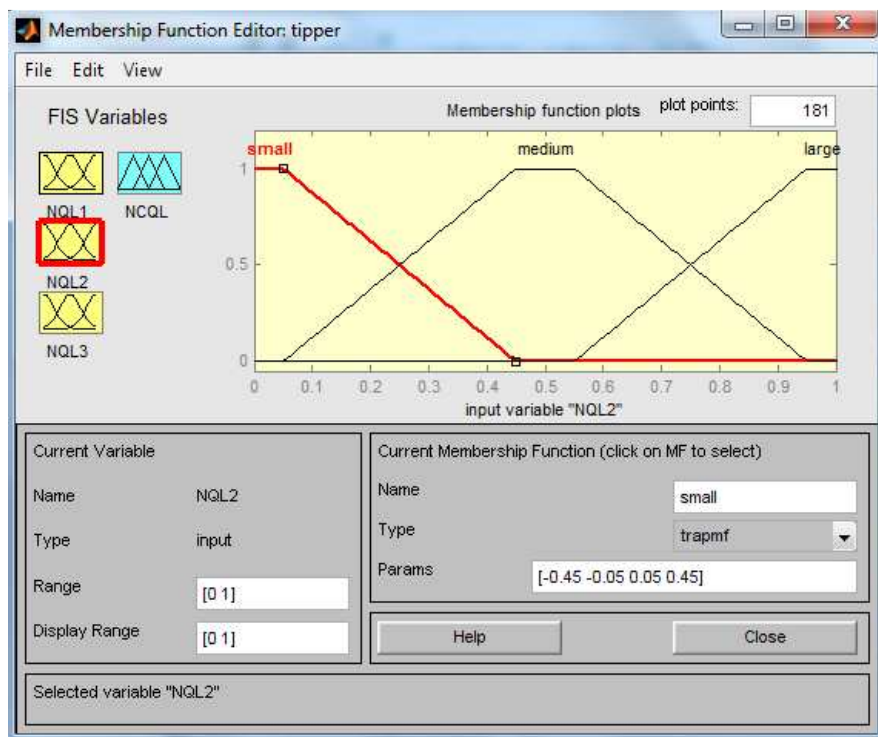 Membership Function Editor: tipper
File Edit View
FIS Variables
Membership function plots plot points: 181
small medium large
NQL1 NCQL
NQL2
NQL3
1
0.5
0
0 0.1 0.2 0.3 0.4 0.5 0.6 0.7 0.8 0.9 1
input variable "NQL2"
Current Variable
Name NQL2
Type input
Range [0 1]
Display Range [0 1]
Current Membership Function (click on MF to select)
Name small
Type trapmf
Params [-0.45 -0.05 0.05 0.45]
Help Close
Selected variable "NQL2"